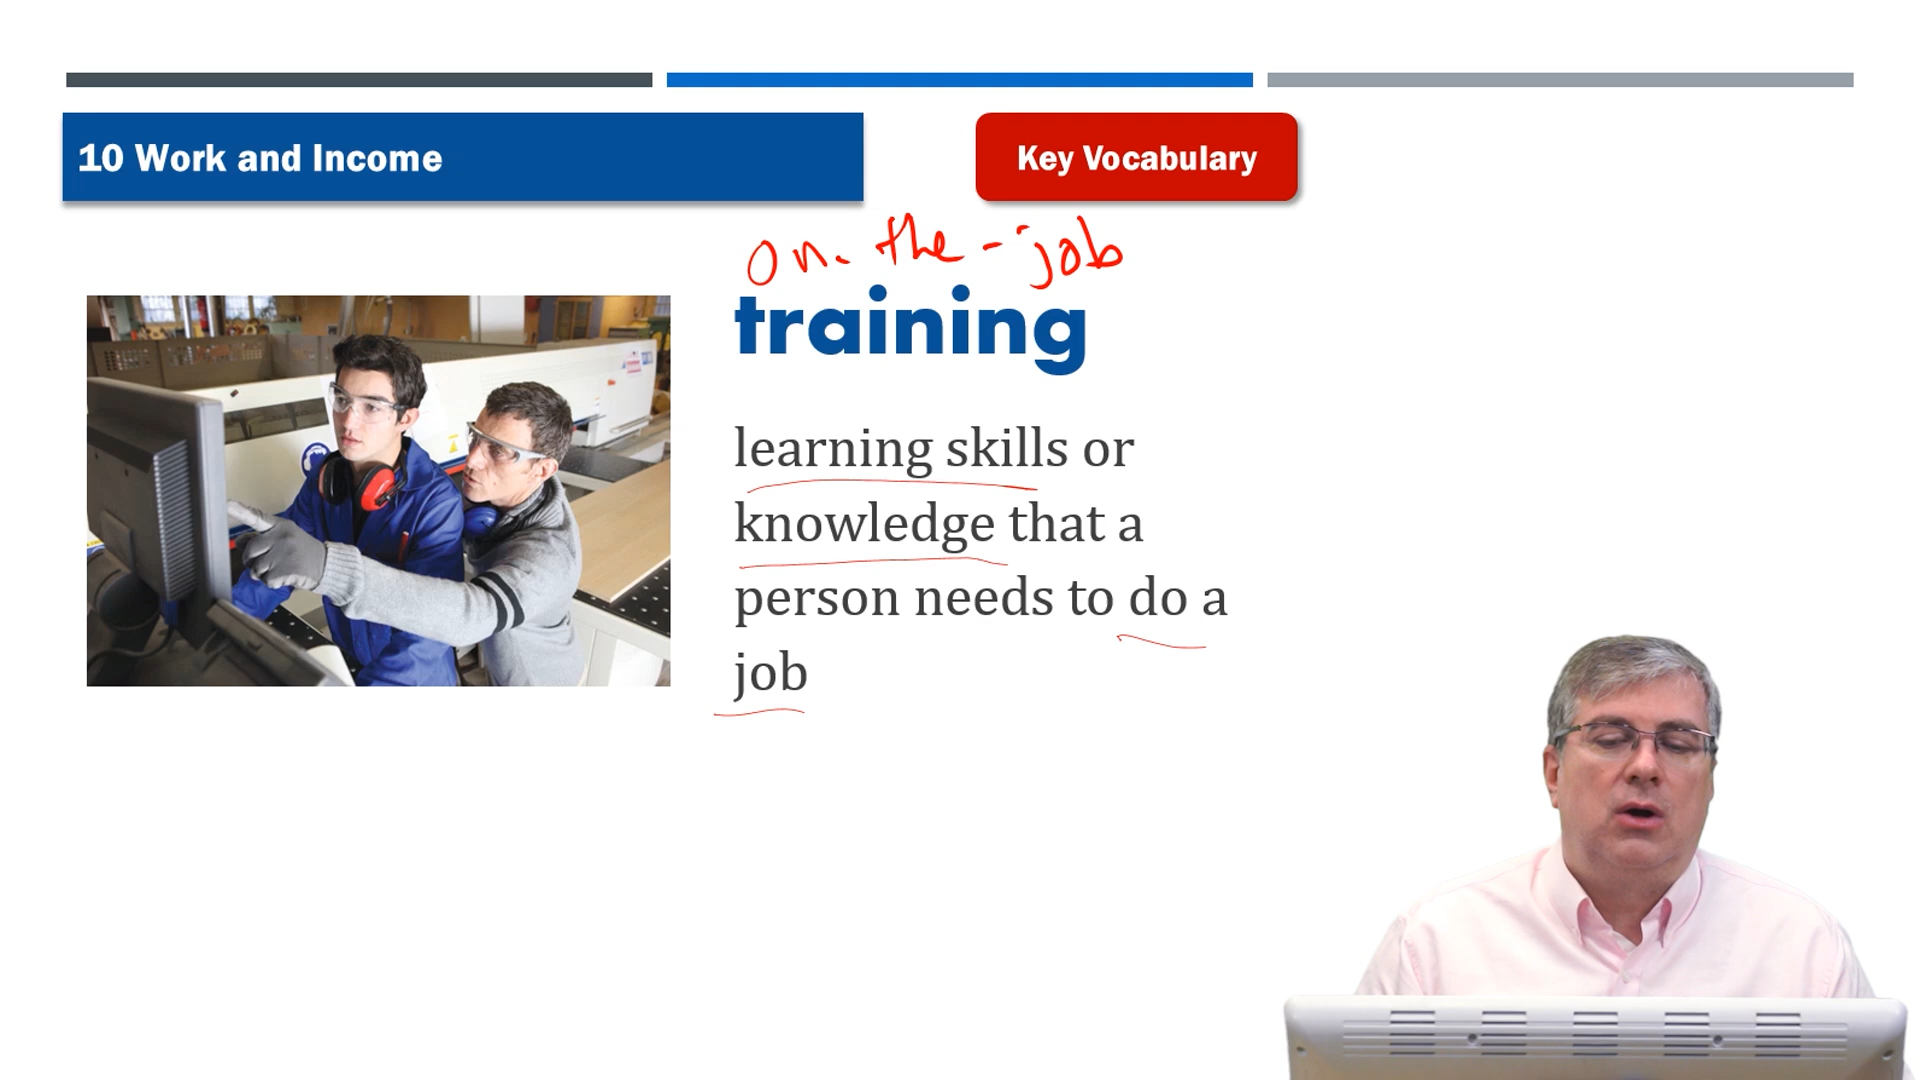 10 Work and Income
Key Vocabulary
on-the-job
training
learning skills or
knowledge that a
person needs to do a
job